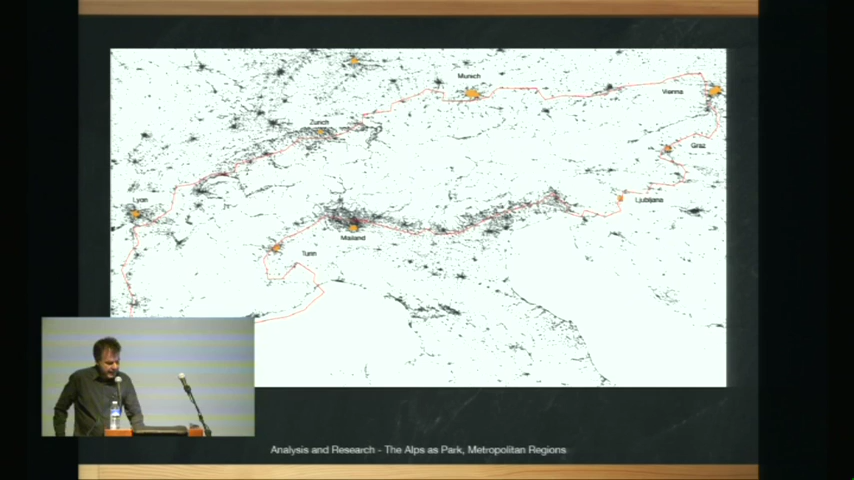 Munich
Vienna
Zurich
Graz
Lyon
Ljubljana
Mailand
Turin
Analysis and Research - The Alps as Park, Metropolitan Regions